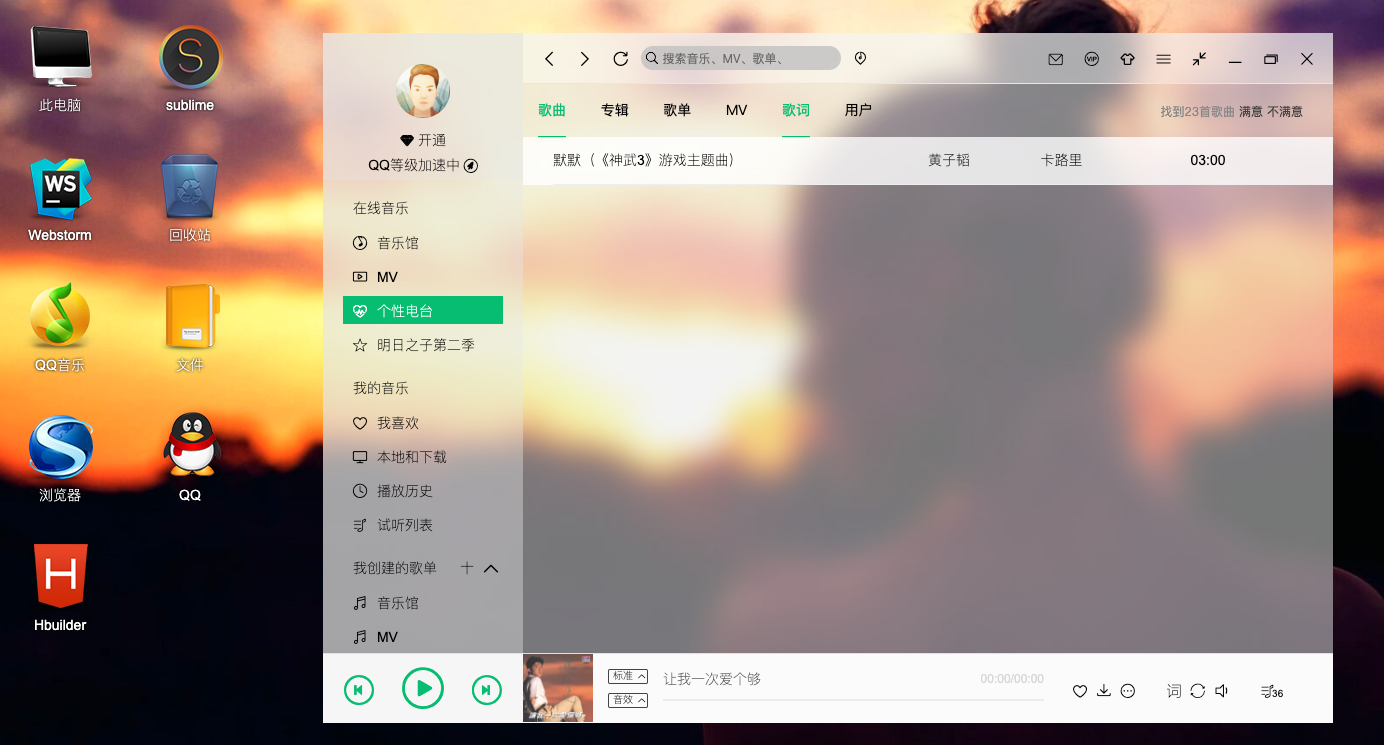 此电脑
sublime
Webstorm
回收站
QQ音乐
文件
浏览器
QQ
Hbuilder
开通
QQ等级加速中
在线音乐
音乐馆
MV
个性电台
明日之子第二季
我的音乐
我喜欢
本地和下载
播放历史
试听列表
我创建的歌单
音乐馆
MV
搜索音乐、MV、歌单、
VIP
歌曲 专辑 歌单 MV 歌词 用户
找到23首歌曲 满意 不满意
默默（《神武3》游戏主题曲） 黄子韬 卡路里 03:00
标准
音效
让我一次爱个够
00:00/00:00
词
36